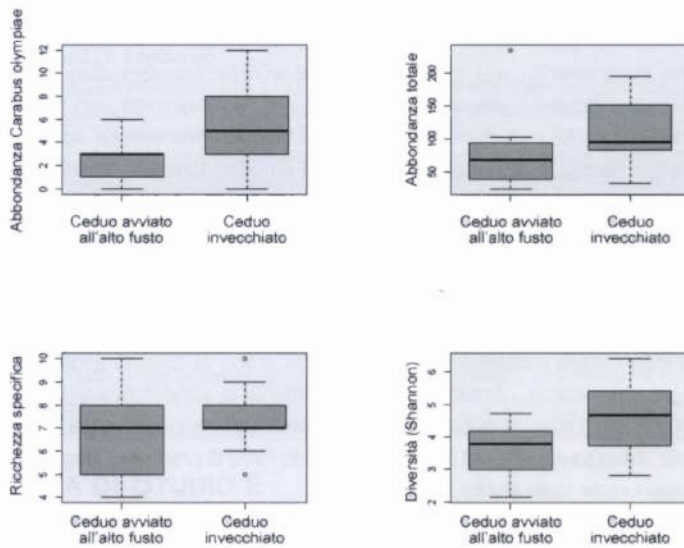 Abbondanza Carabus olympiae
12
10
8
6
4
2
0
Ceduo avviato
all'alto fusto
Ceduo
invecchiato
Abbondanza totale
200
150
100
50
Ceduo avviato
all'alto fusto
Ceduo
invecchiato
Ricchezza specifica
10
9
8
7
6
5
4
Ceduo avviato
all'alto fusto
Ceduo
invecchiato
Diversità (Shannon)
6
5
4
3
2
Ceduo avviato
all'alto fusto
Ceduo
invecchiato